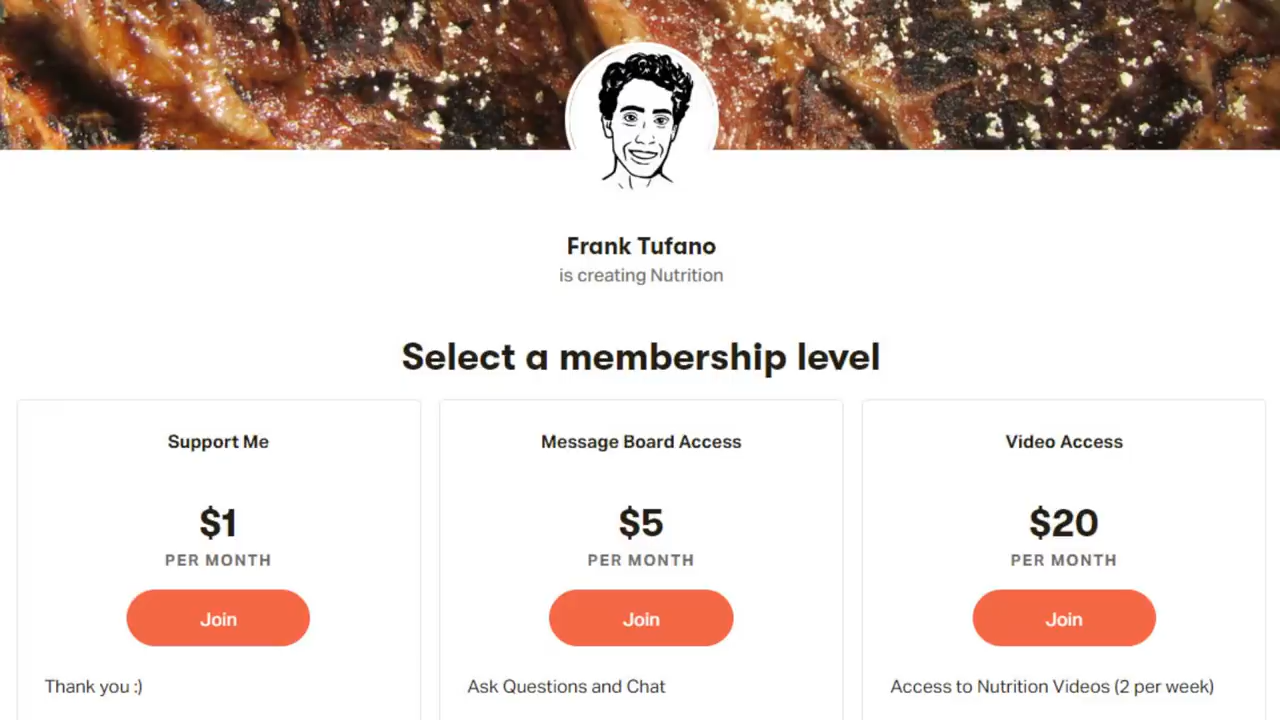 Frank Tufano
is creating Nutrition
Select a membership level
Support Me
$1
PER MONTH
Join
Thank you :)
Message Board Access
$5
PER MONTH
Join
Ask Questions and Chat
Video Access
$20
PER MONTH
Join
Access to Nutrition Videos (2 per week)